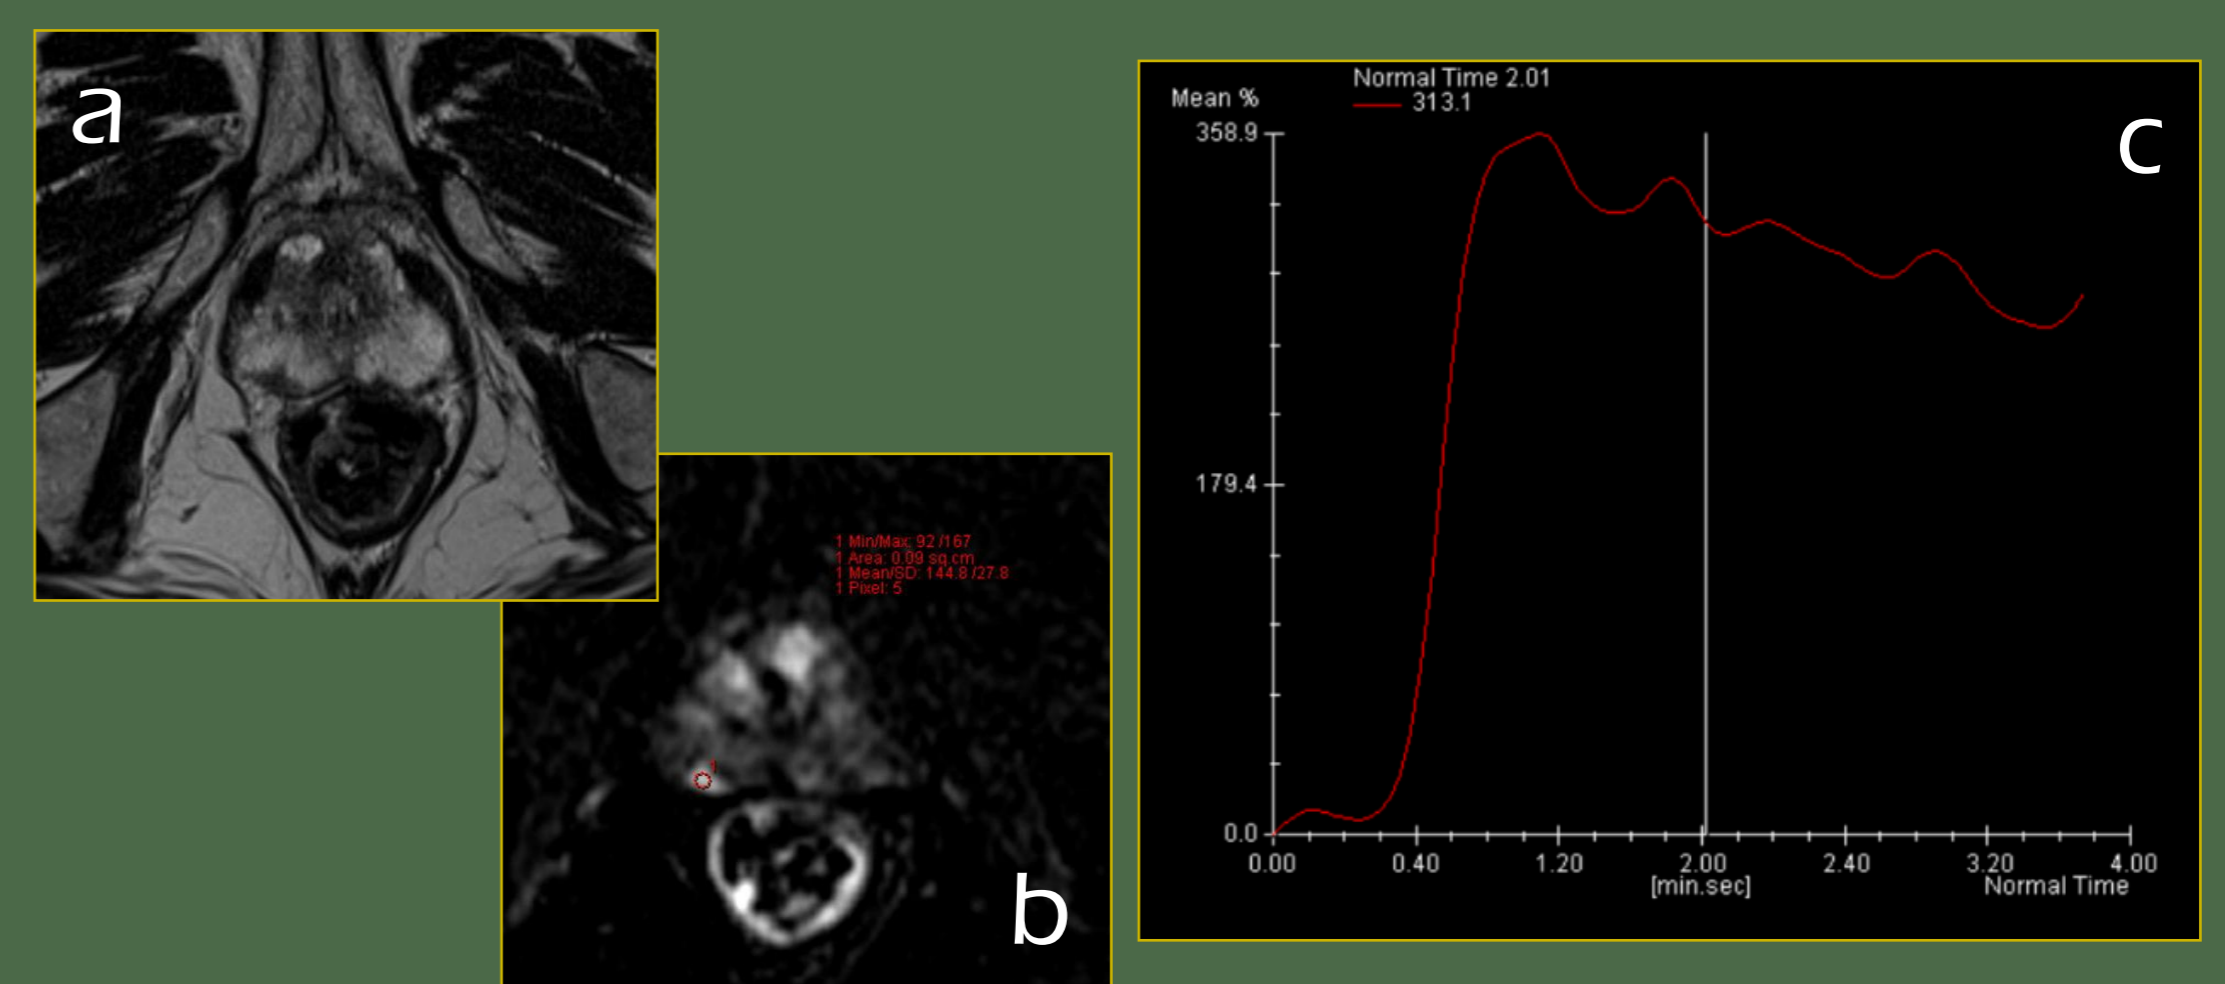 a
1
1 Min/Max: 92 /167
1 Area: 0.09 sq.cm
1 Mean/SD: 144.8 /27.8
1 Pixel: 5
b
Normal Time 2.01
313.1
Mean %
358.9
179.4
0.0
0.00 0.40 1.20 2.00 2.40 3.20 4.00
[min.sec]
Normal Time
c